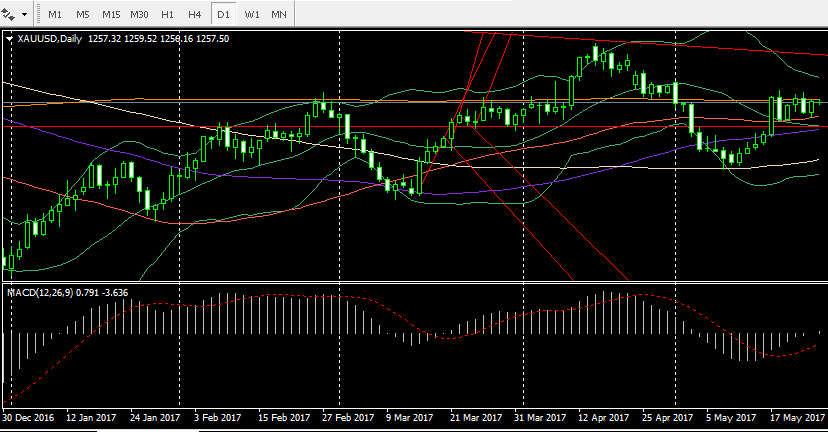 M1 M5 M15 M30 H1 H4 D1 W1 MN
XAUUSD,Daily 1257.32 1259.52 1256.16 1257.50
MACD(12,26,9) 0.791 -3.636
30 Dec 2016 12 Jan 2017 24 Jan 2017 3 Feb 2017 15 Feb 2017 27 Feb 2017 9 Mar 2017 21 Mar 2017 31 Mar 2017 12 Apr 2017 25 Apr 2017 5 May 2017 17 May 2017